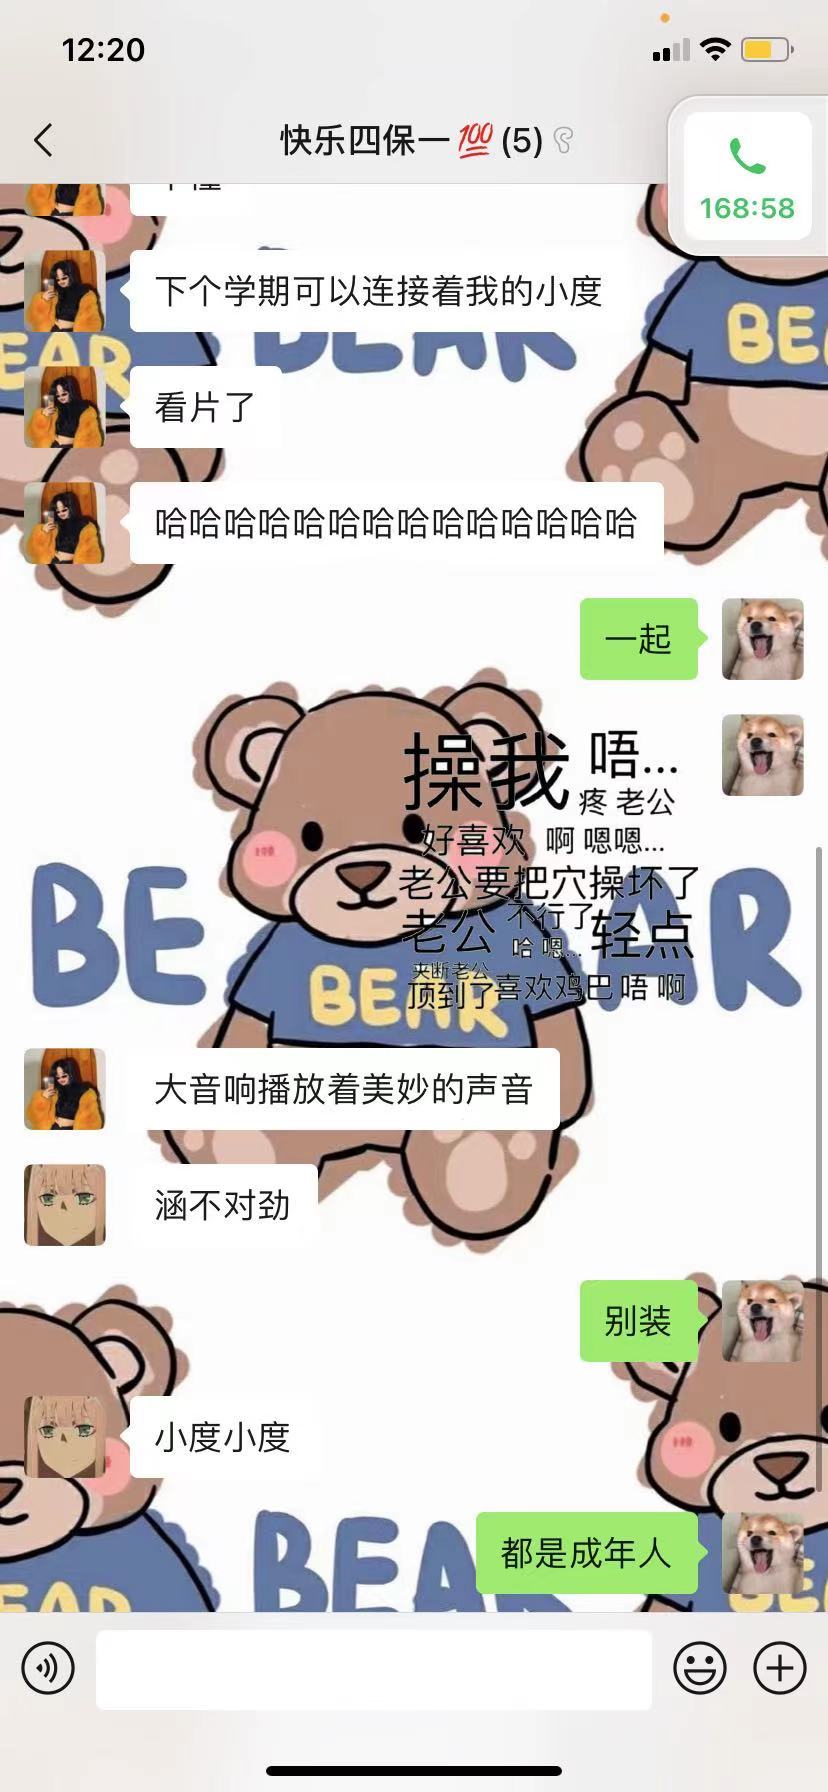 12:20
快乐四保一💯(5)
168:58
下个学期可以连接着我的小度
看片了
哈哈哈哈哈哈哈哈哈哈哈哈哈哈
一起
操我 唔...
疼 老公
好喜欢 啊 嗯嗯...
老公要把穴操坏了
老公 不行了 轻点
哈 嗯...
夹断老公
顶到了喜欢鸡巴 唔 啊
BEAR
BEAR
大音响播放着美妙的声音
涵不对劲
别装
小度小度
都是成年人
BEA